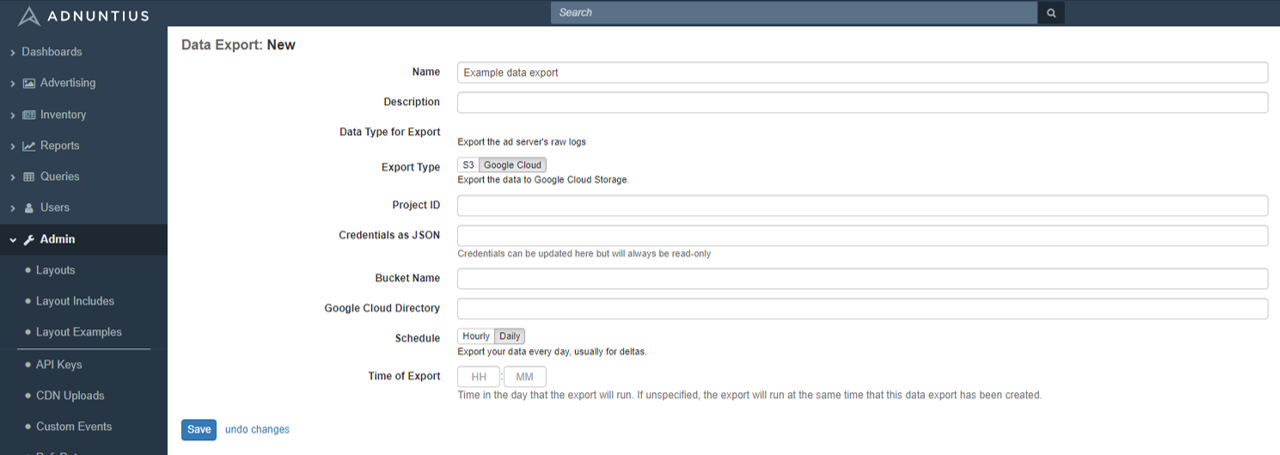 ADNUNTIUS
Search
Dashboards
Advertising
Inventory
Reports
Queries
Users
Admin
Layouts
Layout Includes
Layout Examples
API Keys
CDN Uploads
Custom Events
Data Export: New
Name Example data export
Description
Data Type for Export
Export the ad server's raw logs
Export Type S3 Google Cloud
Export the data to Google Cloud Storage.
Project ID
Credentials as JSON
Credentials can be updated here but will always be read-only
Bucket Name
Google Cloud Directory
Schedule Hourly Daily
Export your data every day, usually for deltas.
Time of Export HH : MM
Time in the day that the export will run. If unspecified, the export will run at the same time that this data export has been created.
Save undo changes